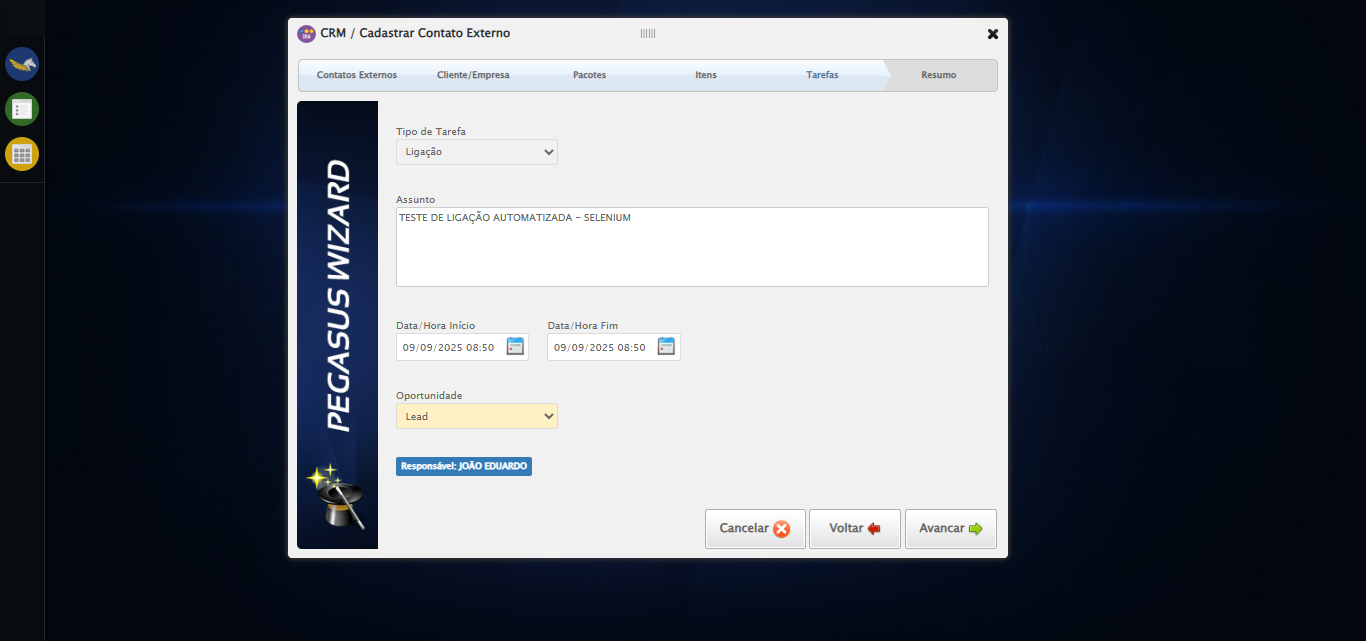 CRM / Cadastrar Contato Externo
Contatos Externos
Cliente/Empresa
Pacotes
Itens
Tarefas
Resumo
PEGASUS WIZARD
Tipo de Tarefa
Ligação
Assunto
TESTE DE LIGAÇÃO AUTOMATIZADA - SELENIUM
Data/Hora Início
Data/Hora Fim
09/09/2025 08:50
09/09/2025 08:50
Oportunidade
Lead
Responsável: JOÃO EDUARDO
Cancelar
Voltar
Avancar